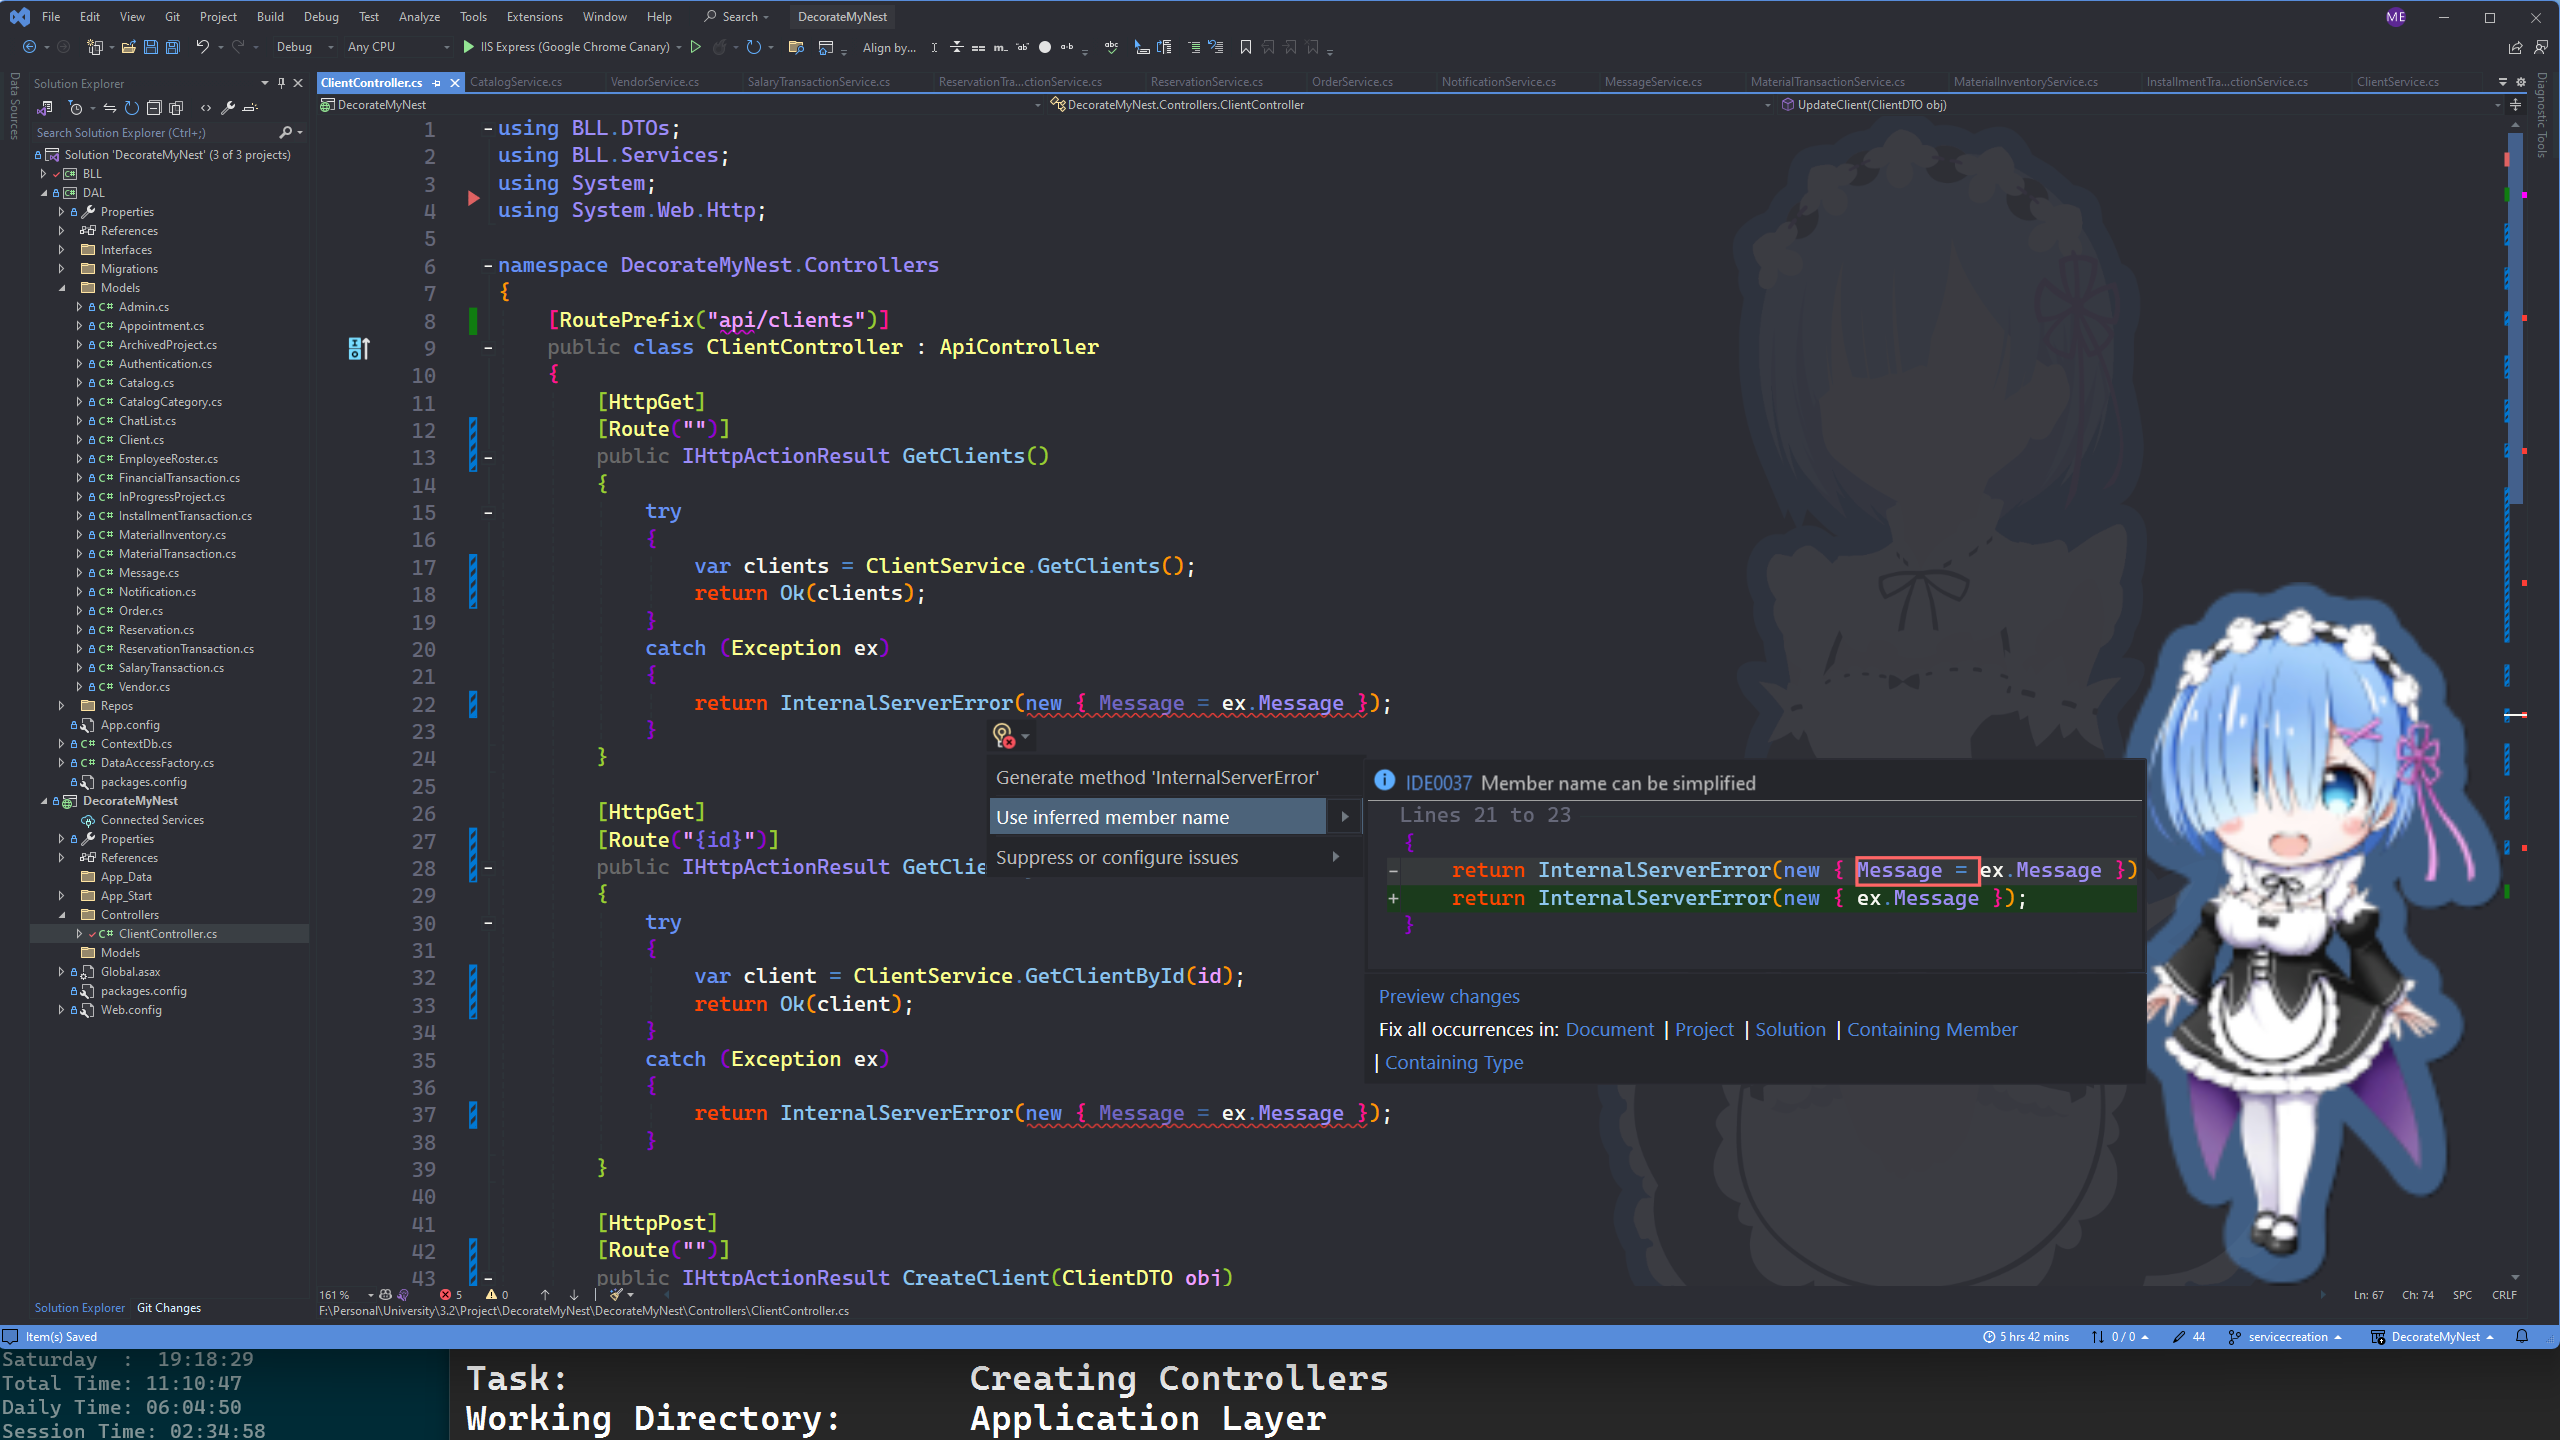 File Edit View Git Project Build Debug Test Analyze Tools Extensions Window Help Search DecorateMyNest ME
Debug Any CPU IIS Express (Google Chrome Canary) Align by...
Data Sources
Solution Explorer
Search Solution Explorer (Ctrl+;)
Solution 'DecorateMyNest' (3 of 3 projects)
BLL
DAL
Properties
References
Interfaces
Migrations
Models
Admin.cs
Appointment.cs
ArchivedProject.cs
Authentication.cs
Catalog.cs
CatalogCategory.cs
ChatList.cs
Client.cs
EmployeeRoster.cs
FinancialTransaction.cs
InProgressProject.cs
InstallmentTransaction.cs
MaterialInventory.cs
MaterialTransaction.cs
Message.cs
Notification.cs
Order.cs
Reservation.cs
ReservationTransaction.cs
SalaryTransaction.cs
Vendor.cs
Repos
App.config
ContextDb.cs
DataAccessFactory.cs
packages.config
DecorateMyNest
Connected Services
Properties
References
App_Data
App_Start
Controllers
ClientController.cs
Models
Global.asax
packages.config
Web.config
Solution Explorer Git Changes
ClientController.cs CatalogService.cs VendorService.cs SalaryTransactionService.cs ReservationTra...ctionService.cs ReservationService.cs OrderService.cs NotificationService.cs MessageService.cs MaterialTransactionService.cs MaterialInventoryService.cs InstallmentTra...ctionService.cs ClientService.cs
DecorateMyNest DecorateMyNest.Controllers.ClientController UpdateClient(ClientDTO obj)
Diagnostic Tools
1 using BLL.DTOs;
2 using BLL.Services;
3 using System;
4 using System.Web.Http;
5
6 namespace DecorateMyNest.Controllers
7 {
8 [RoutePrefix("api/clients")]
9 public class ClientController : ApiController
10 {
11 [HttpGet]
12 [Route("")]
13 public IHttpActionResult GetClients()
14 {
15 try
16 {
17 var clients = ClientService.GetClients();
18 return Ok(clients);
19 }
20 catch (Exception ex)
21 {
22 return InternalServerError(new { Message = ex.Message });
23 }
24 }
25
26 [HttpGet]
27 [Route("{id}")]
28 public IHttpActionResult GetClie
29 {
30 try
31 {
32 var client = ClientService.GetClientById(id);
33 return Ok(client);
34 }
35 catch (Exception ex)
36 {
37 return InternalServerError(new { Message = ex.Message });
38 }
39 }
40
41 [HttpPost]
42 [Route("")]
43 public IHttpActionResult CreateClient(ClientDTO obj)
Generate method 'InternalServerError'
Use inferred member name
Suppress or configure issues
IDE0037 Member name can be simplified
Lines 21 to 23
{
- return InternalServerError(new { Message = ex.Message })
+ return InternalServerError(new { ex.Message });
}
Preview changes
Fix all occurrences in: Document | Project | Solution | Containing Member
| Containing Type
161 % 5 0 Ln: 67 Ch: 74 SPC CRLF
F:\Personal\University\3.2\Project\DecorateMyNest\DecorateMyNest\Controllers\ClientController.cs
Item(s) Saved 5 hrs 42 mins 0 / 0 44 servicecreation DecorateMyNest
Saturday : 19:18:29
Total Time: 11:10:47
Daily Time: 06:04:50
Session Time: 02:34:58
Task: Creating Controllers
Working Directory: Application Layer